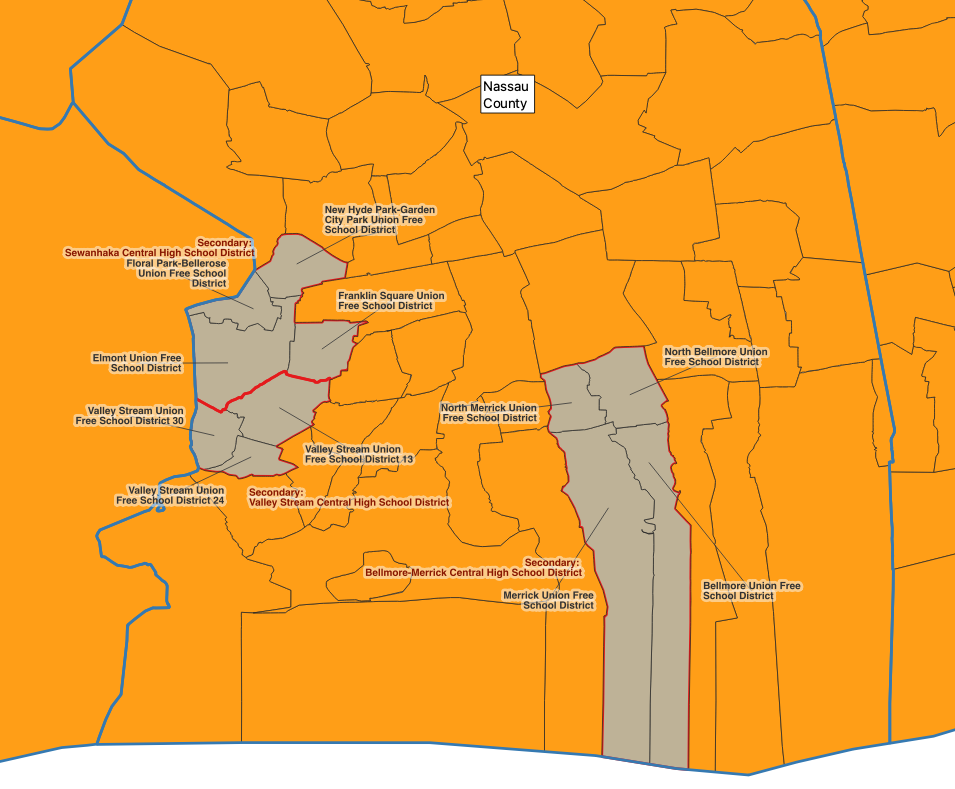 Nassau
County
New Hyde Park-Garden
City Park Union Free
School District
Secondary:
Sewanhaka Central High School District
Floral Park-Bellerose
Union Free School
District
Franklin Square Union
Free School District
Elmont Union Free
School District
North Bellmore Union
Free School District
Valley Stream Union
Free School District 30
North Merrick Union
Free School District
Valley Stream Union
Free School District 13
Valley Stream Union
Free School District 24
Secondary:
Valley Stream Central High School District
Secondary:
Bellmore-Merrick Central High School District
Merrick Union Free
School District
Bellmore Union Free
School District